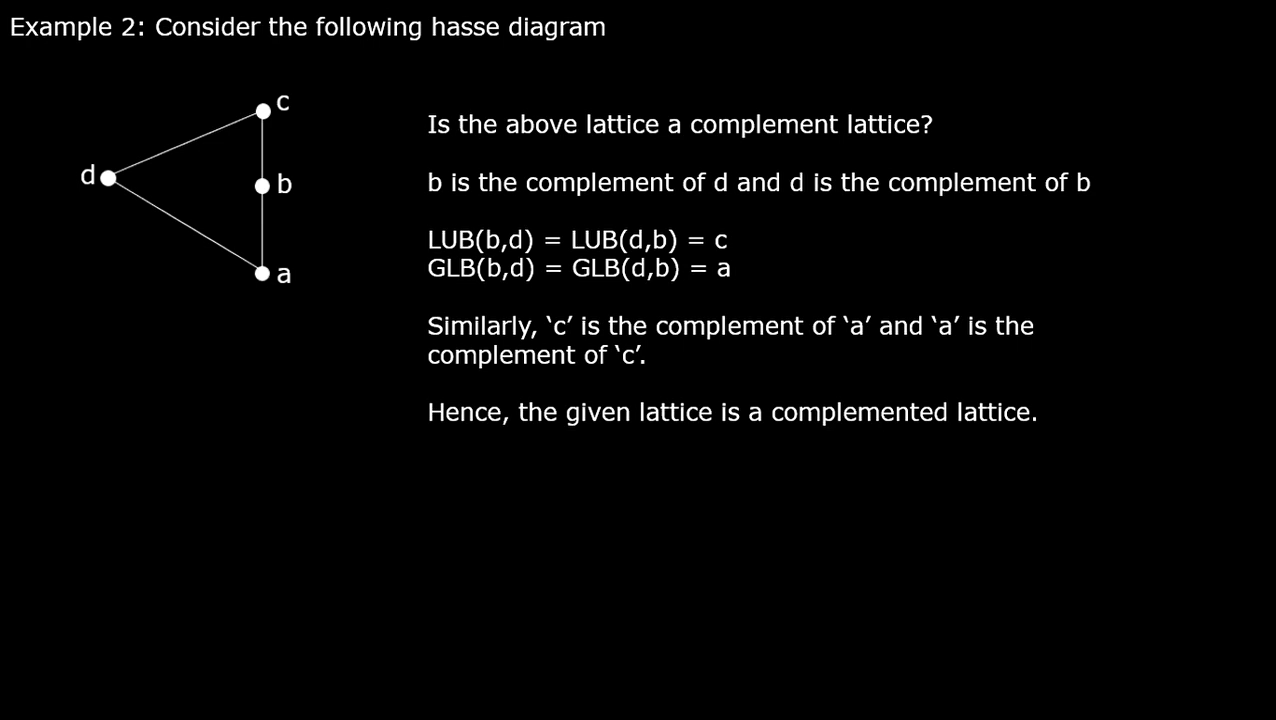 Example 2: Consider the following hasse diagram
c
d
b
a
Is the above lattice a complement lattice?
b is the complement of d and d is the complement of b
LUB(b,d) = LUB(d,b) = c
GLB(b,d) = GLB(d,b) = a
Similarly, ‘c’ is the complement of ‘a’ and ‘a’ is the
complement of ‘c’.
Hence, the given lattice is a complemented lattice.